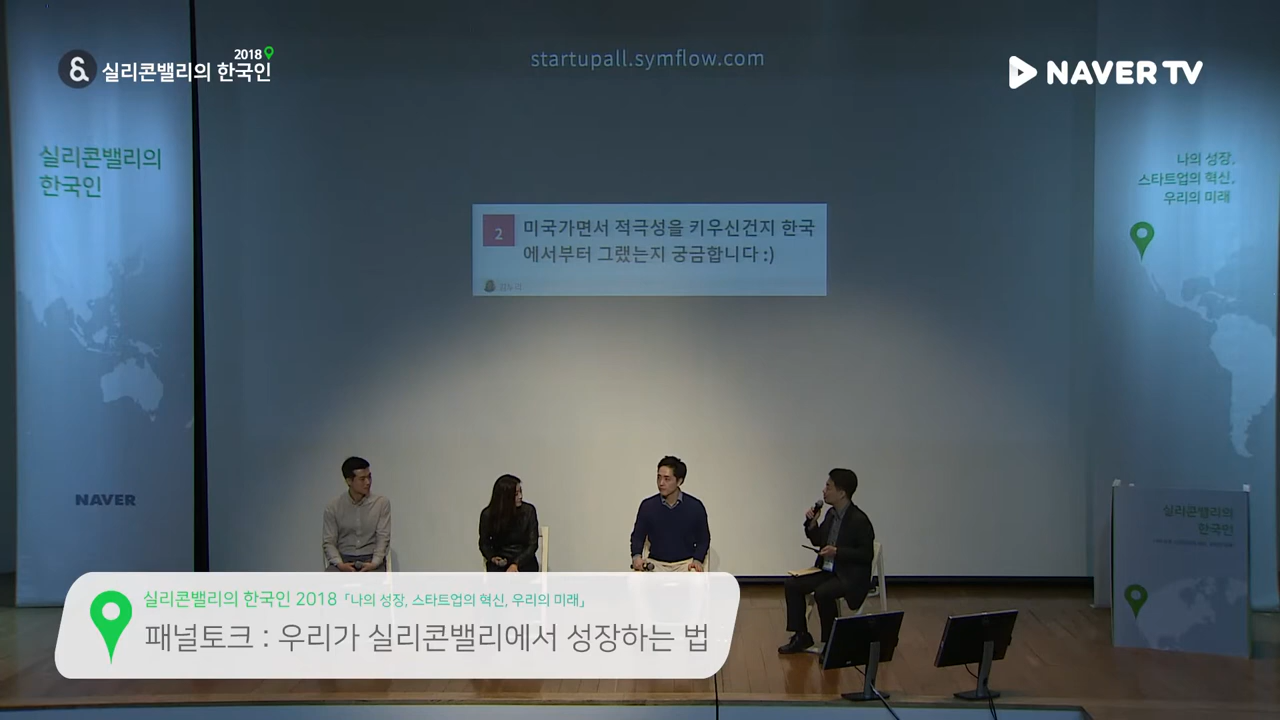 2018
& 실리콘밸리의 한국인
startupall.symflow.com
NAVER TV
실리콘밸리의
한국인
나의 성장,
스타트업의 혁신,
우리의 미래
2
미국가면서 적극성을 키우신건지 한국
에서부터 그랬는지 궁금합니다 :)
NAVER
실리콘밸리의
한국인
실리콘밸리의 한국인 2018 「나의 성장, 스타트업의 혁신, 우리의 미래」
패널토크 : 우리가 실리콘밸리에서 성장하는 법